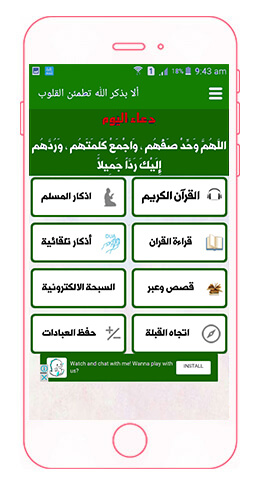 18% 9:43 am
ألا بذكر الله تطمئن القلوب
دعاء اليوم
اللَّهُمَّ وَحِّدْ صَفَّهُم ، وَاجْمَعْ كَلِمَتَهُم ، وَرُدَّهُم
إِلَيْكَ رَدّاً جَمِيلاً
القرآن الكريم
اذكار المسلم
قراءة القران
أذكار تلقائية
قصص وعبر
السبحة الالكترونية
اتجاه القبلة
حفظ العبادات
Watch and chat with me! Wanna play with
us?
INSTALL